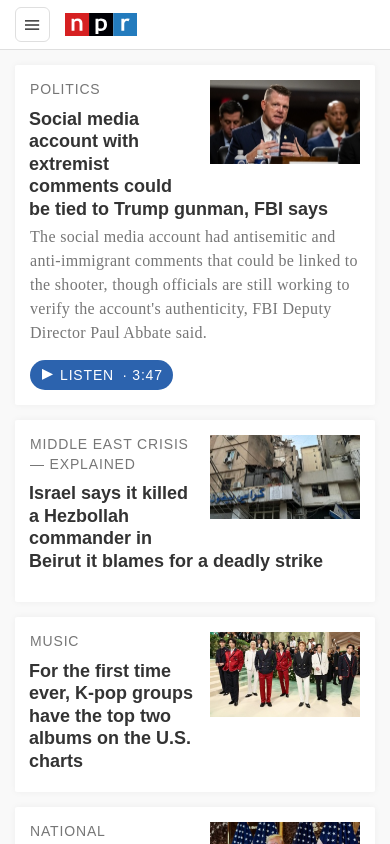 npr
POLITICS
Social media
account with
extremist
comments could
be tied to Trump gunman, FBI says
The social media account had antisemitic and
anti-immigrant comments that could be linked to
the shooter, though officials are still working to
verify the account's authenticity, FBI Deputy
Director Paul Abbate said.
LISTEN · 3:47
MIDDLE EAST CRISIS
— EXPLAINED
Israel says it killed
a Hezbollah
commander in
Beirut it blames for a deadly strike
MUSIC
For the first time
ever, K-pop groups
have the top two
albums on the U.S.
charts
NATIONAL